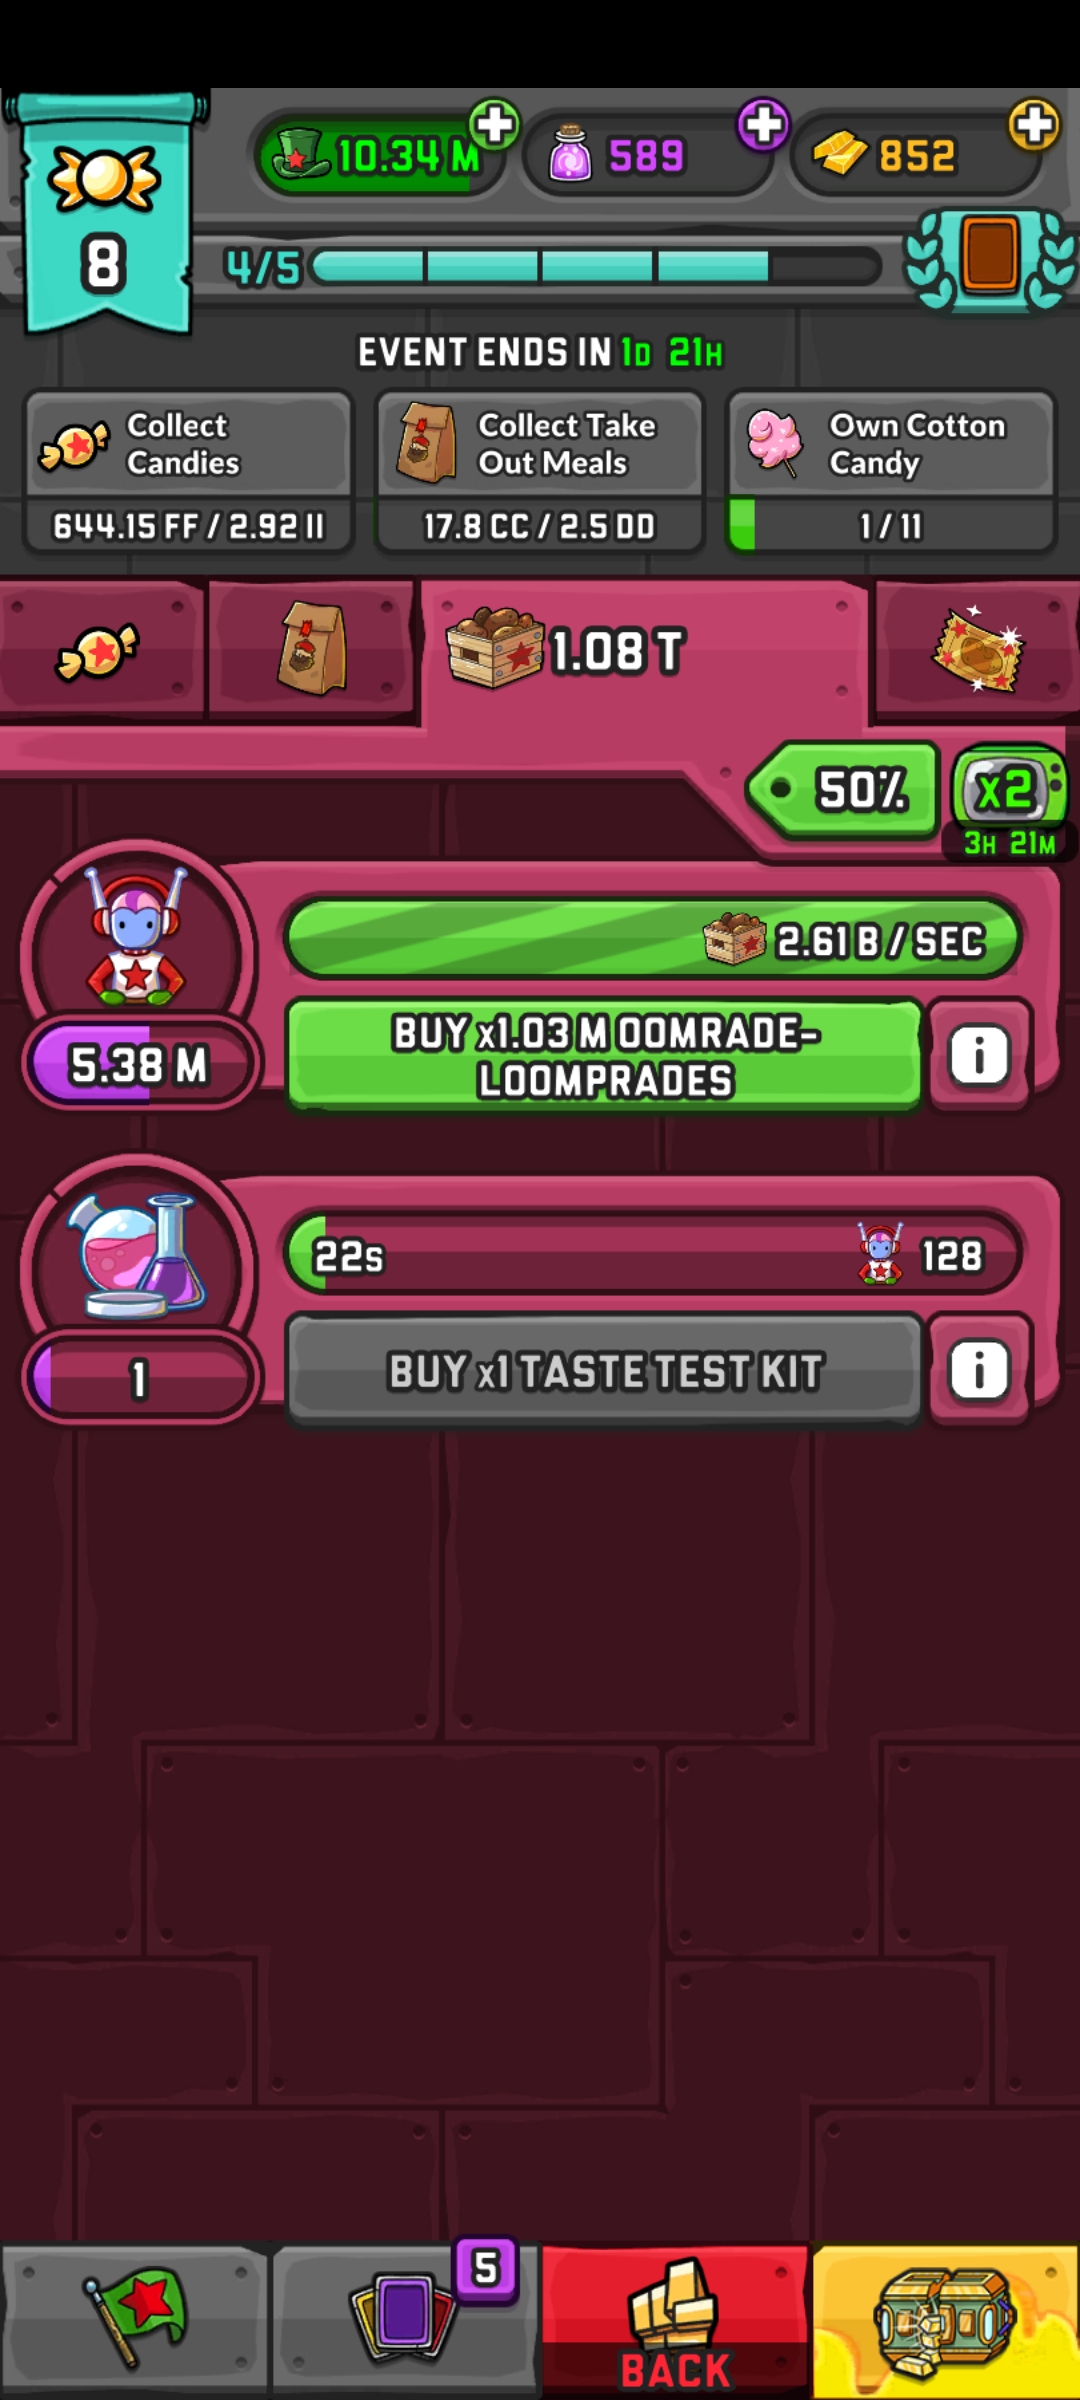 10.34 M
589
852
8
4/5
EVENT ENDS IN 1D 21H
Collect
Candies
644.15 FF / 2.92 II
Collect Take
Out Meals
17.8 CC / 2.5 DD
Own Cotton
Candy
1 / 11
1.08 T
50%
x2
3H 21M
2.61 B / SEC
5.38 M
BUY x1.03 M OOMRADE-
LOOMPRADES
i
22s
128
1
BUY x1 TASTE TEST KIT
i
5
BACK